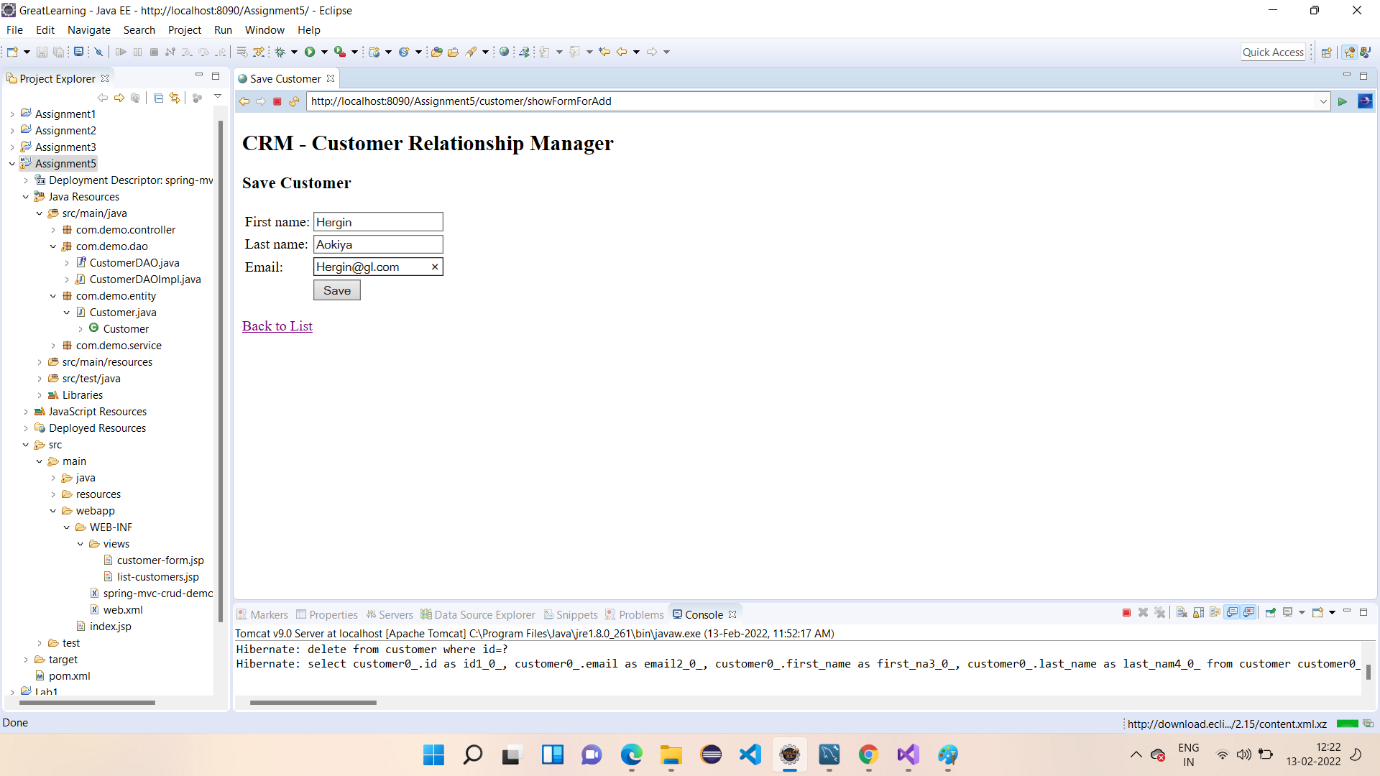 GreatLearning - Java EE - http://localhost:8090/Assignment5/ - Eclipse
File Edit Navigate Search Project Run Window Help
Quick Access
Project Explorer
Assignment1
Assignment2
Assignment3
Assignment5
Deployment Descriptor: spring-mv
Java Resources
src/main/java
com.demo.controller
com.demo.dao
CustomerDAO.java
CustomerDAOImpl.java
com.demo.entity
Customer.java
Customer
com.demo.service
src/main/resources
src/test/java
Libraries
JavaScript Resources
Deployed Resources
src
main
java
resources
webapp
WEB-INF
views
customer-form.jsp
list-customers.jsp
spring-mvc-crud-demo
web.xml
index.jsp
test
target
pom.xml
Lab1
Save Customer
http://localhost:8090/Assignment5/customer/showFormForAdd
CRM - Customer Relationship Manager
Save Customer
First name: Hergin
Last name: Aokiya
Email: Hergin@gl.com
Save
Back to List
Markers Properties Servers Data Source Explorer Snippets Problems Console
Tomcat v9.0 Server at localhost [Apache Tomcat] C:\Program Files\Java\jre1.8.0_261\bin\javaw.exe (13-Feb-2022, 11:52:17 AM)
Hibernate: delete from customer where id=?
Hibernate: select customer0_.id as id1_0_, customer0_.email as email2_0_, customer0_.first_name as first_na3_0_, customer0_.last_name as last_nam4_0_ from customer customer0_
Done
http://download.ecli.../2.15/content.xml.xz
ENG
IN
12:22
13-02-2022